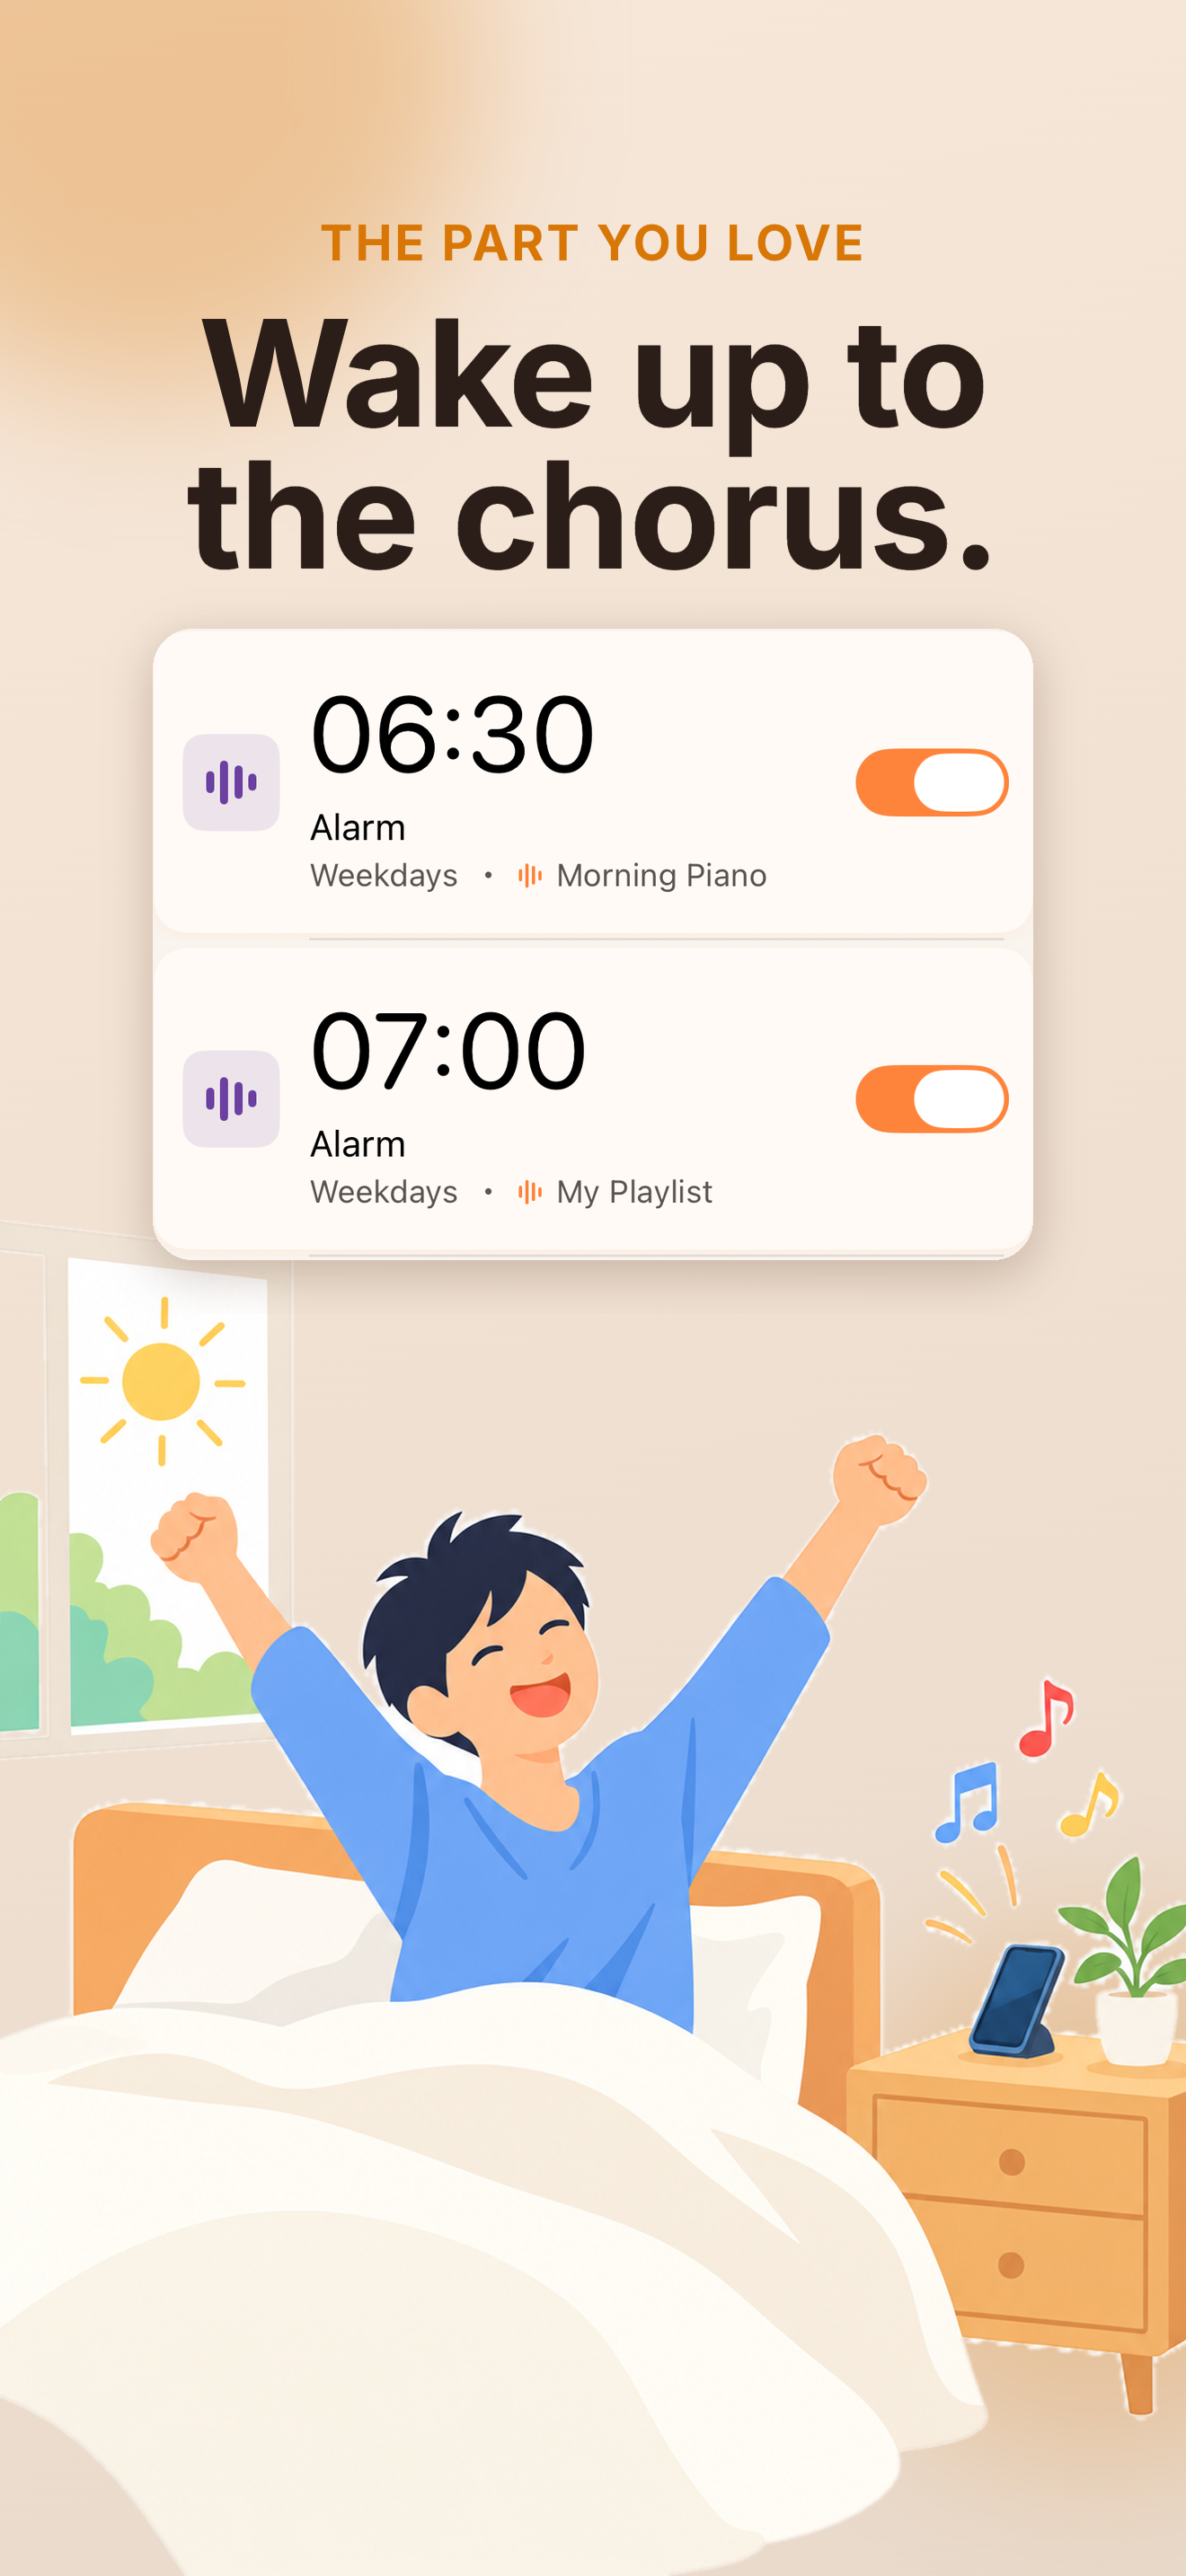 THE PART YOU LOVE
Wake up to
the chorus.
06:30
Alarm
Weekdays • Morning Piano
07:00
Alarm
Weekdays • My Playlist